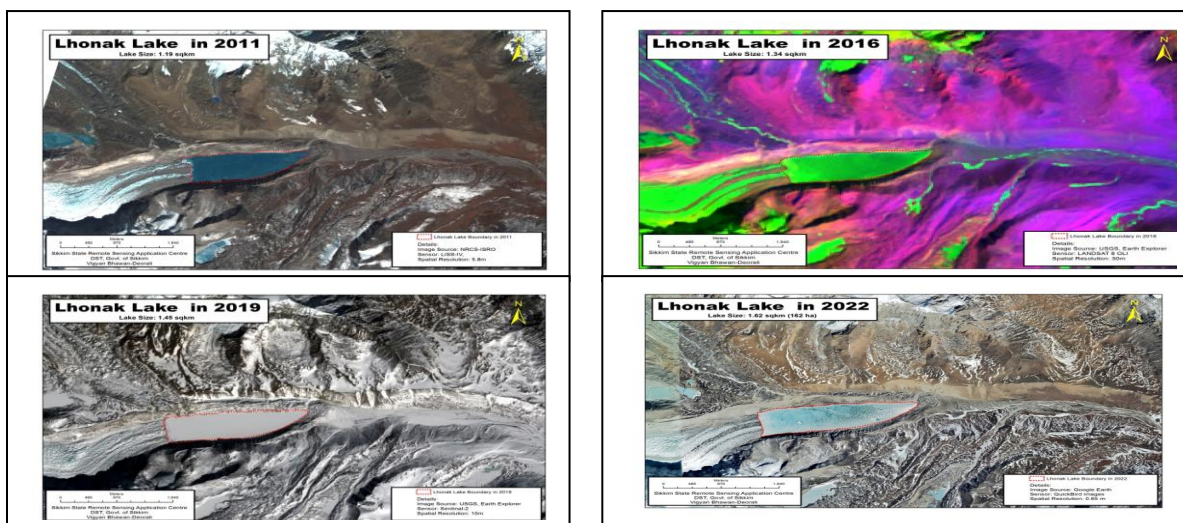 Lhonak Lake in 2011
Lake Size: 1.19 sqkm
N
Meters
Sikkim State Remote Sensing Application Centre
DST, Govt. of Sikkim
Vigyan Bhawan-Deorali
Lhonak Lake Boundary in 2011
Details:
Image Source: NRCS-ISRO
Sensor: LISS-IV,
Spatial Resolution: 5.8m
Lhonak Lake in 2016
Lake Size: 1.34 sqkm
N
Meters
Sikkim State Remote Sensing Application Centre
DST, Govt. of Sikkim
Vigyan Bhawan-Deorali
Lhonak Lake Boundary in 2016
Details:
Image Source: USGS, Earth Explorer
Sensor: LANDSAT 8 OLI
Spatial Resolution: 30m
Lhonak Lake in 2019
Lake Size: 1.45 sqkm
N
Meters
Sikkim State Remote Sensing Application Centre
DST, Govt. of Sikkim
Vigyan Bhawan-Deorali
Lhonak Lake Boundary in 2019
Details:
Image Source: USGS, Earth Explorer
Sensor: Sentinal-2
Spatial Resolution: 10m
Lhonak Lake in 2022
Lake Size: 1.62 sqkm (162 ha)
N
Meters
Sikkim State Remote Sensing Application Centre
DST, Govt. of Sikkim
Vigyan Bhawan-Deorali
Lhonak Lake Boundary in 2022
Details:
Image Source: Google Earth
Sensor: QuickBird images
Spatial Resolution: 0.65 m